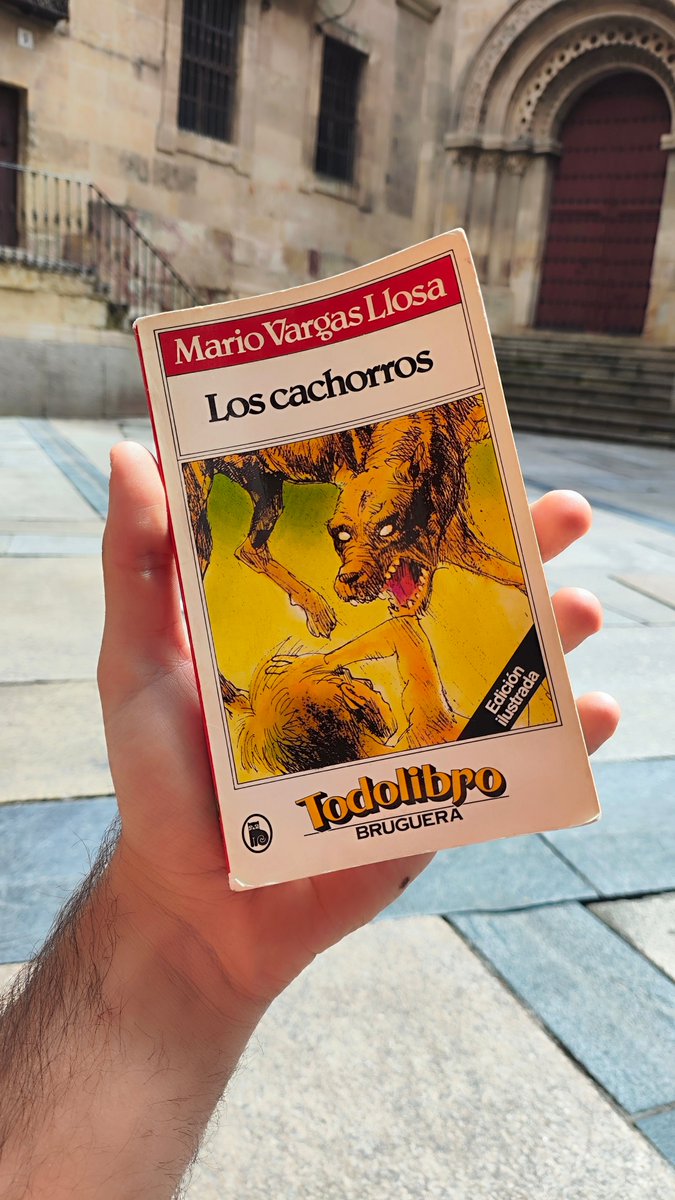 Mario Vargas Llosa
Los cachorros
Edición
ilustrada
Todolibro
BRUGUERA